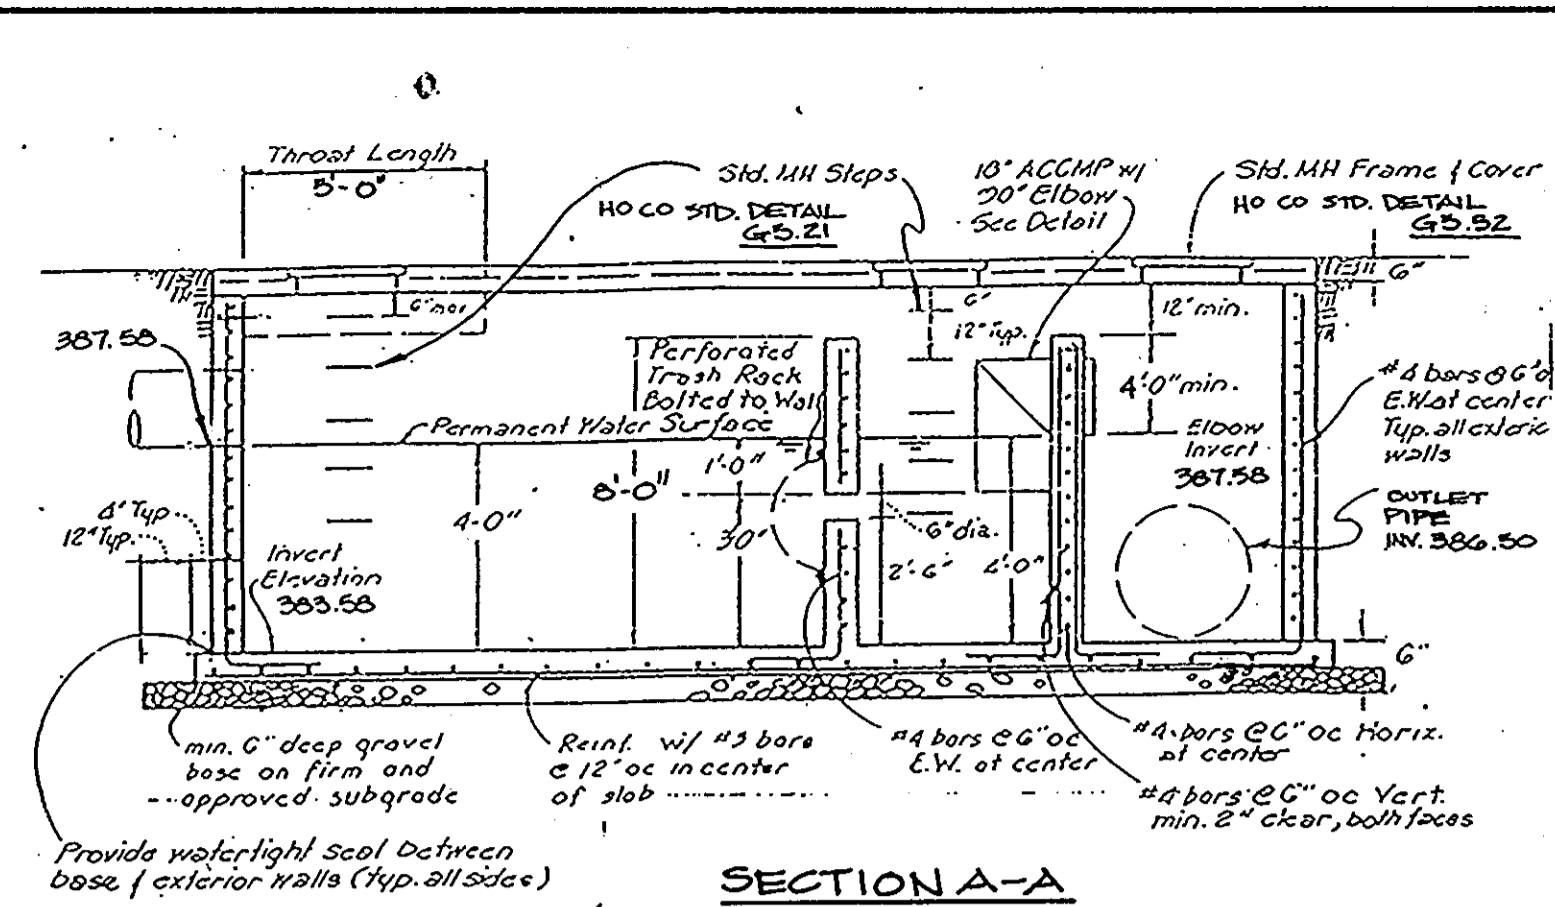 Throat Length
5'-0"
Std. MH Steps
HO CO STD. DETAIL
G5.21
18" ACCMP w/
90° Elbow
See Detail
Std. MH Frame & Cover
HO CO STD. DETAIL
G5.52
6"
6" max.
6"
12" Typ.
12" min.
387.58
Perforated
Trash Rack
Bolted to Wall
4'-0" min.
#4 bars @ 6" o
E.W. at center
Typ. all exterio
walls
Permanent Water Surface
1'-0"
Elbow
Invert
387.58
8'-0"
4'-0"
30"
6" dia.
2'-6"
4'-0"
OUTLET
PIPE
INV. 386.50
4" Typ
12" Typ.
Invert
Elevation
383.58
6"
min. 6" deep gravel
base on firm and
approved subgrade
Reinf. w/ #3 bars
@ 12" oc in center
of slab
#4 bars @ 6" oc
E.W. at center
#4 bars @ 6" oc Horiz.
at center
#4 bars @ 6" oc Vert.
min. 2" clear, both faces
Provide watertight seal between
base & exterior walls (typ. all sides)
SECTION A-A